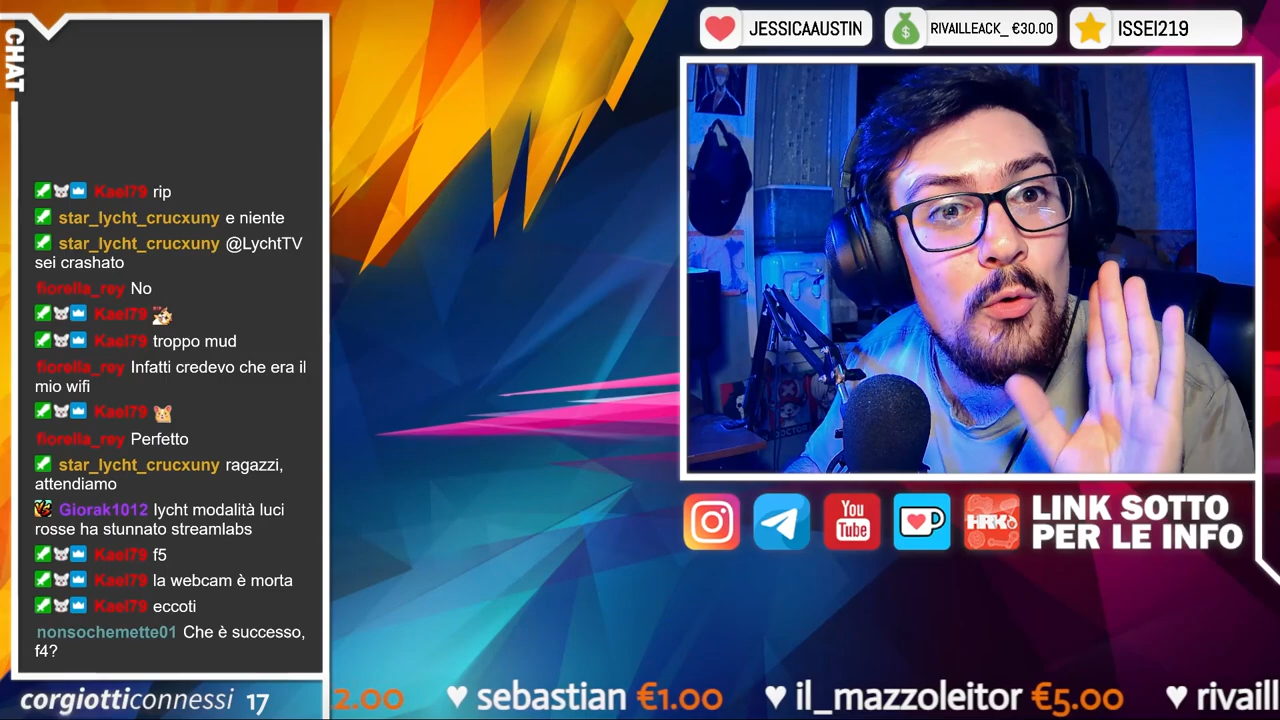 CHAT
Kael79 rip
star_lycht_crucxuny e niente
star_lycht_crucxuny @LychtTV
sei crashato
fiorella_rey No
Kael79
Kael79 troppo mud
fiorella_rey Infatti credevo che era il
mio wifi
Kael79
fiorella_rey Perfetto
star_lycht_crucxuny ragazzi,
attendiamo
Giorak1012 lycht modalità luci
rosse ha stunnato streamlabs
Kael79 f5
Kael79 la webcam è morta
Kael79 eccoti
nonsochemette01 Che è successo,
f4?
corgiotticonnessi 17
JESSICAAUSTIN
RIVAILLEACK_ €30.00
ISSEI219
DOCTOR
You
Tube
HRK
LINK SOTTO
PER LE INFO
2.00 ♥ sebastian €1.00 ♥ il_mazzoleitor €5.00 ♥ rivaill